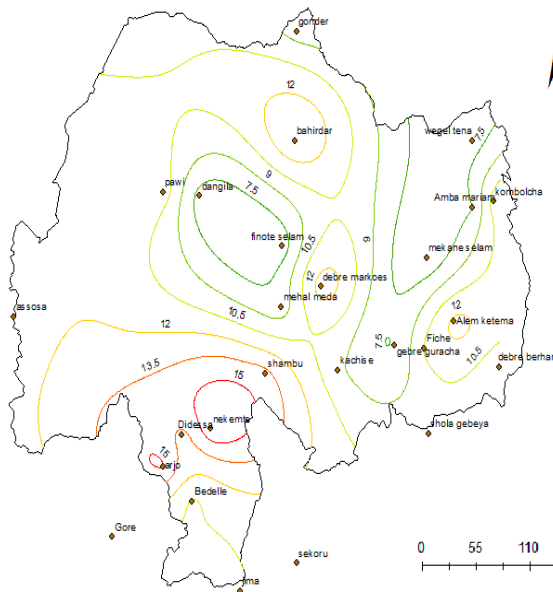 gonder
12
bahirdar
wegel tena
7.5
9
pawi
dangila
7.5
kombolcha
Amba mariam
finote selam
10.5
9
mekane selam
12
debre markoes
mehal meda
10.5
12
assosa
12
Alem ketema
7.5
0
Fiche
gebre guracha
10.5
debre berhan
kachise
shambu
13.5
15
nekemte
Didessa
shola gebeya
15
arjo
Bedelle
Gore
sekoru
jima
0
55
110